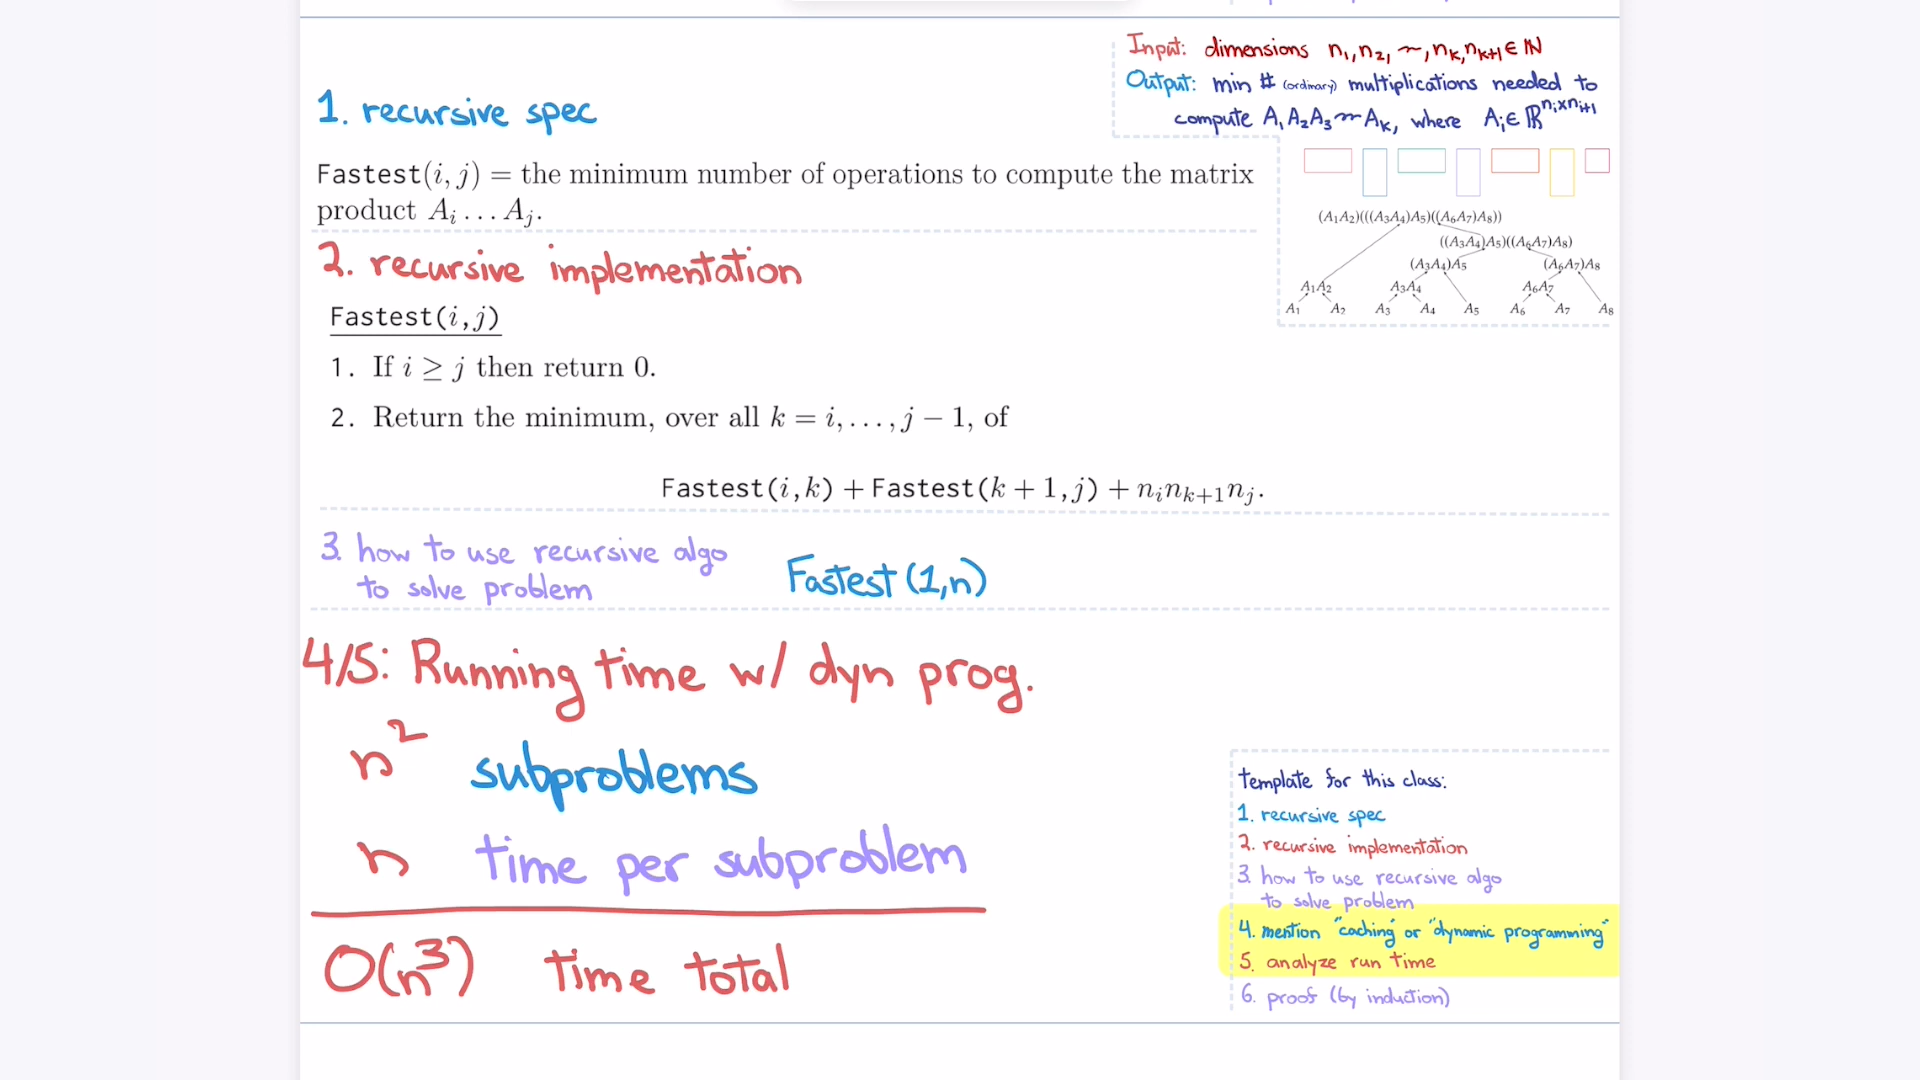 Input: dimensions n₁, n₂, ~, nₖ, nₖ₊₁ ∈ ℕ
Output: min # (ordinary) multiplications needed to
compute A₁A₂A₃~Aₖ, where Aᵢ ∈ ℝ^{nᵢ×nᵢ₊₁}
1. recursive spec
Fastest(i, j) = the minimum number of operations to compute the matrix
product Aᵢ . . . Aⱼ.
(A₁A₂)(((A₃A₄)A₅)((A₆A₇)A₈))
((A₃A₄)A₅)((A₆A₇)A₈)
(A₃A₄)A₅ (A₆A₇)A₈
A₁A₂ A₃A₄ A₆A₇
A₁ A₂ A₃ A₄ A₅ A₆ A₇ A₈
2. recursive implementation
Fastest(i,j)
1. If i ≥ j then return 0.
2. Return the minimum, over all k = i, . . . , j − 1, of
Fastest(i,k) + Fastest(k + 1,j) + nᵢnₖ₊₁nⱼ.
3. how to use recursive algo
to solve problem
Fastest(1,n)
4/5: Running time w/ dyn prog.
n² subproblems
n time per subproblem
O(n³) time total
template for this class:
1. recursive spec
2. recursive implementation
3. how to use recursive algo
to solve problem
4. mention "caching" or "dynamic programming"
5. analyze run time
6. proof (by induction)